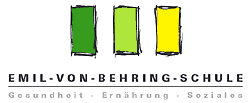 EMIL-VON-BEHRING-SCHULE
Gesundheit - Ernährung - Soziales